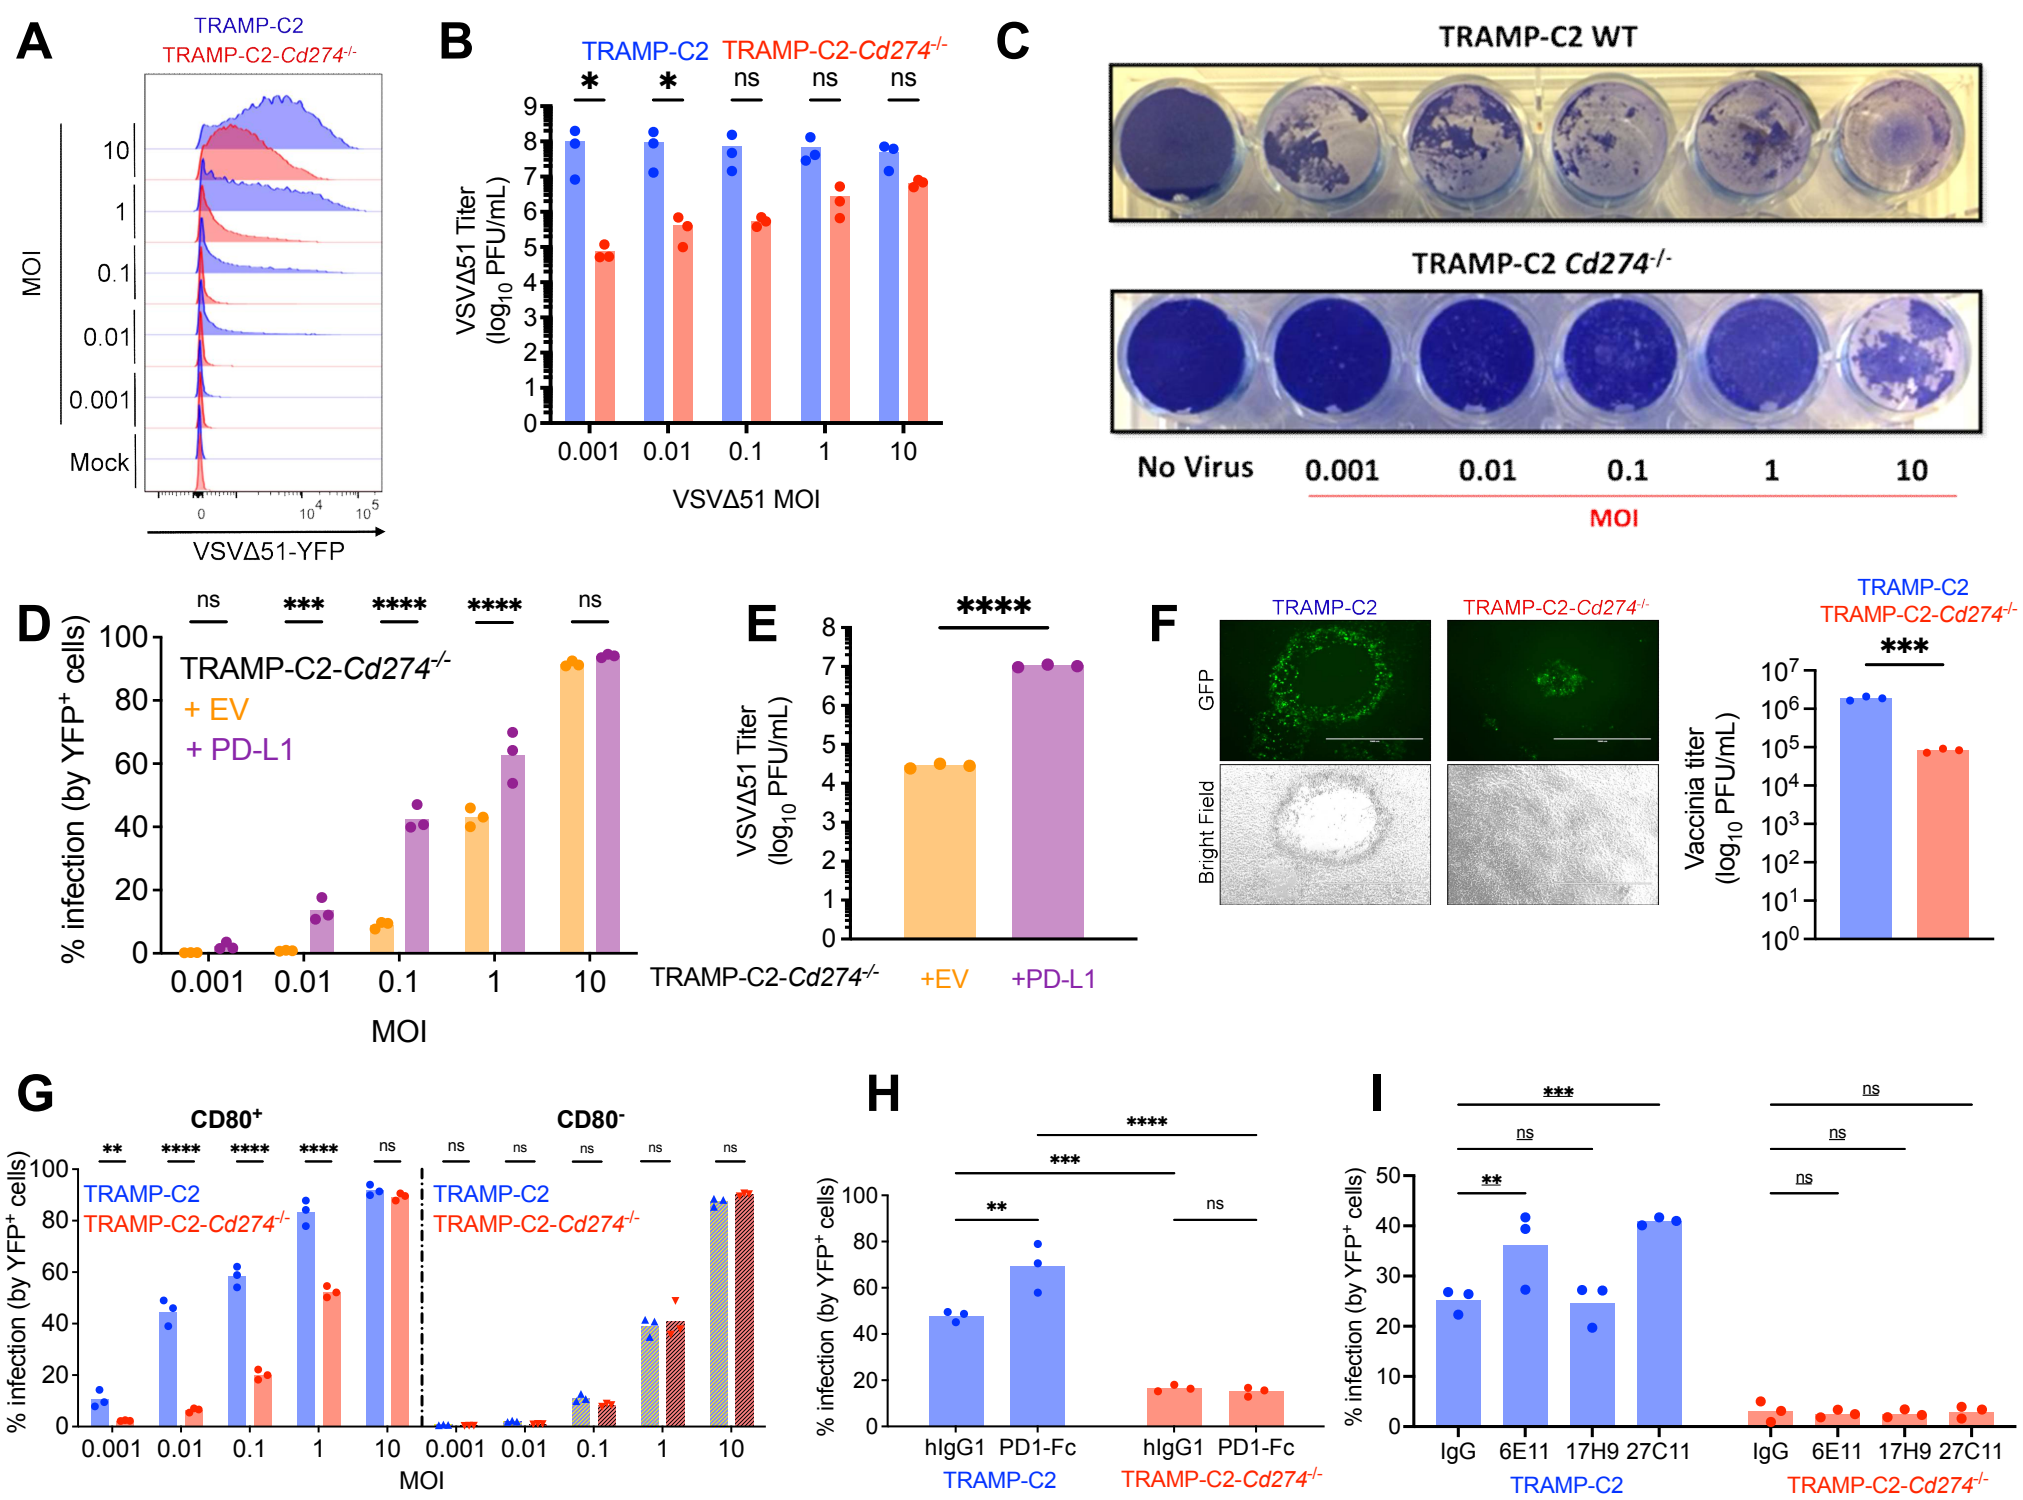 A
TRAMP-C2
TRAMP-C2-Cd274-/-
MOI
10
1
0.1
0.01
0.001
Mock
0 10^4 10^5
VSVΔ51-YFP
B
TRAMP-C2 TRAMP-C2-Cd274-/-
* * ns ns ns
VSVΔ51 Titer
(log10 PFU/mL)
9
8
7
6
5
4
3
2
1
0
0.001 0.01 0.1 1 10
VSVΔ51 MOI
C
TRAMP-C2 WT
TRAMP-C2 Cd274-/-
No Virus 0.001 0.01 0.1 1 10
MOI
D
ns *** **** **** ns
% infection (by YFP+ cells)
100
80
60
40
20
0
TRAMP-C2-Cd274-/-
+ EV
+ PD-L1
0.001 0.01 0.1 1 10
MOI
E
****
VSVΔ51 Titer
(log10 PFU/mL)
8
7
6
5
4
3
2
1
0
TRAMP-C2-Cd274-/- +EV +PD-L1
F
TRAMP-C2 TRAMP-C2-Cd274-/-
GFP
Bright Field
TRAMP-C2
TRAMP-C2-Cd274-/-
***
Vaccinia titer
(log10 PFU/mL)
10^7
10^6
10^5
10^4
10^3
10^2
10^1
10^0
G
CD80+ CD80-
** **** **** **** ns ns ns ns ns ns
% infection (by YFP+ cells)
100
80
60
40
20
0
TRAMP-C2 TRAMP-C2
TRAMP-C2-Cd274-/- TRAMP-C2-Cd274-/-
0.001 0.01 0.1 1 10 0.001 0.01 0.1 1 10
MOI
H
****
***
** ns
% infection (by YFP+ cells)
100
80
60
40
20
0
hIgG1 PD1-Fc hIgG1 PD1-Fc
TRAMP-C2 TRAMP-C2-Cd274-/-
I
*** ns
ns ns
** ns
% infection (by YFP+ cells)
50
40
30
20
10
0
IgG 6E11 17H9 27C11 IgG 6E11 17H9 27C11
TRAMP-C2 TRAMP-C2-Cd274-/-